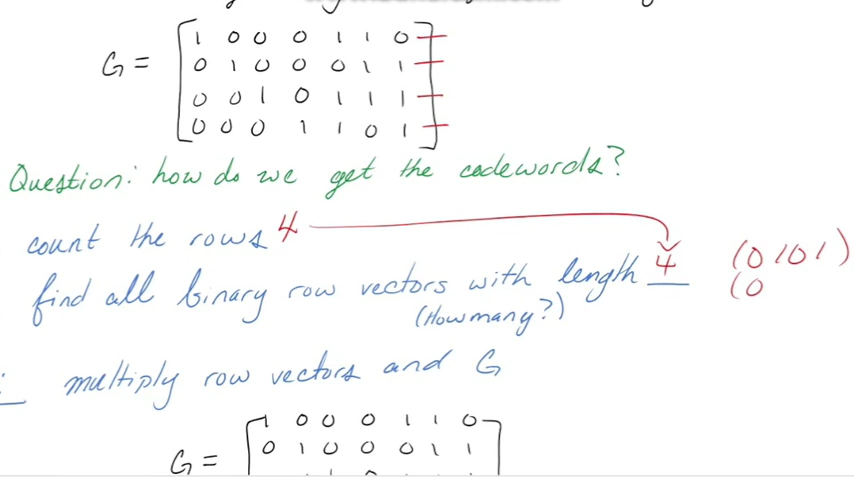 G =
1 0 0 0 1 1 0
0 1 0 0 0 1 1
0 0 1 0 1 1 1
0 0 0 1 1 0 1
Question: how do we get the codewords?
count the rows 4
find all binary row vectors with length 4 (0101)
(0
(How many?)
: multiply row vectors and G
G =
1 0 0 0 1 1 0
0 1 0 0 0 1 1